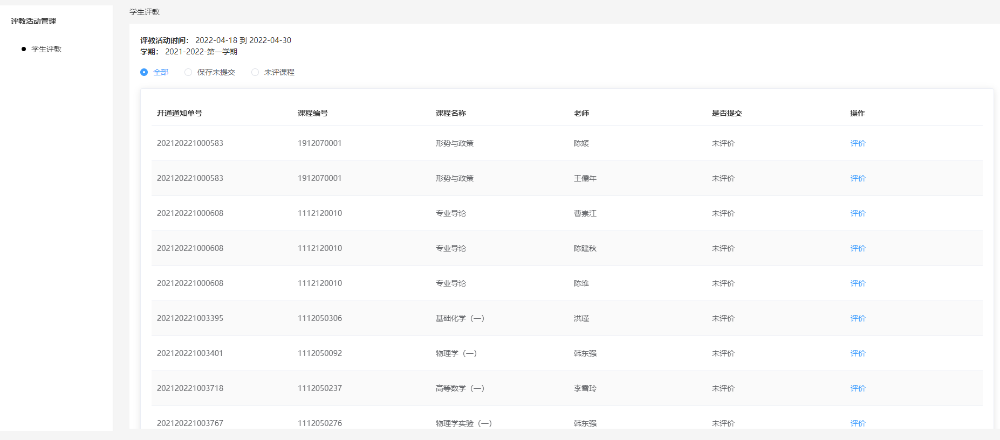 评教活动管理
学生评教
学生评教
评教活动时间： 2022-04-18 到 2022-04-30
学期： 2021-2022-第一学期
全部 保存未提交 未评课程
开通通知单号 课程编号 课程名称 老师 是否提交 操作
202120221000583 1912070001 形势与政策 陈媛 未评价 评价
202120221000583 1912070001 形势与政策 王儒年 未评价 评价
202120221000608 1112120010 专业导论 曹崇江 未评价 评价
202120221000608 1112120010 专业导论 陈建秋 未评价 评价
202120221000608 1112120010 专业导论 陈维 未评价 评价
202120221003395 1112050306 基础化学（一） 洪瑾 未评价 评价
202120221003401 1112050092 物理学（一） 韩东强 未评价 评价
202120221003718 1112050237 高等数学（一） 李雪玲 未评价 评价
202120221003767 1112050276 物理学实验（一） 韩东强 未评价 评价